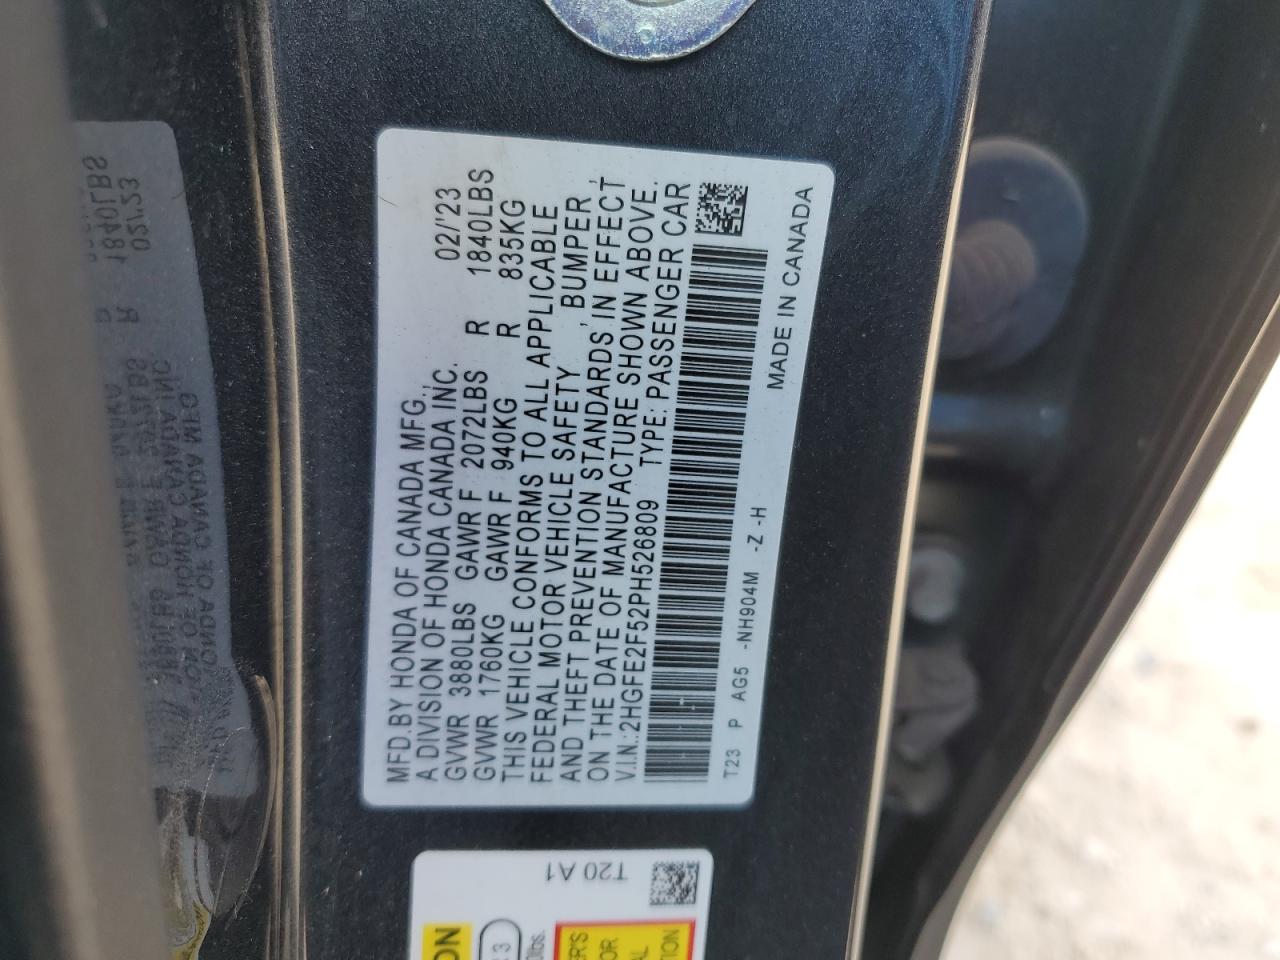 MFD.BY HONDA OF CANADA MFG.,
A DIVISION OF HONDA CANADA INC. 02/'23
GVWR 3880LBS GAWR F 2072LBS R 1840LBS
GVWR 1760KG GAWR F 940KG R 835KG
THIS VEHICLE CONFORMS TO ALL APPLICABLE
FEDERAL MOTOR VEHICLE SAFETY, BUMPER,
AND THEFT PREVENTION STANDARDS, IN EFFECT
ON THE DATE OF MANUFACTURE SHOWN ABOVE.
V.I.N.:2HGFE2F52PH526809 TYPE: PASSENGER CAR
T23 P AG5 -NH904M -Z -H
MADE IN CANADA
T20 A1